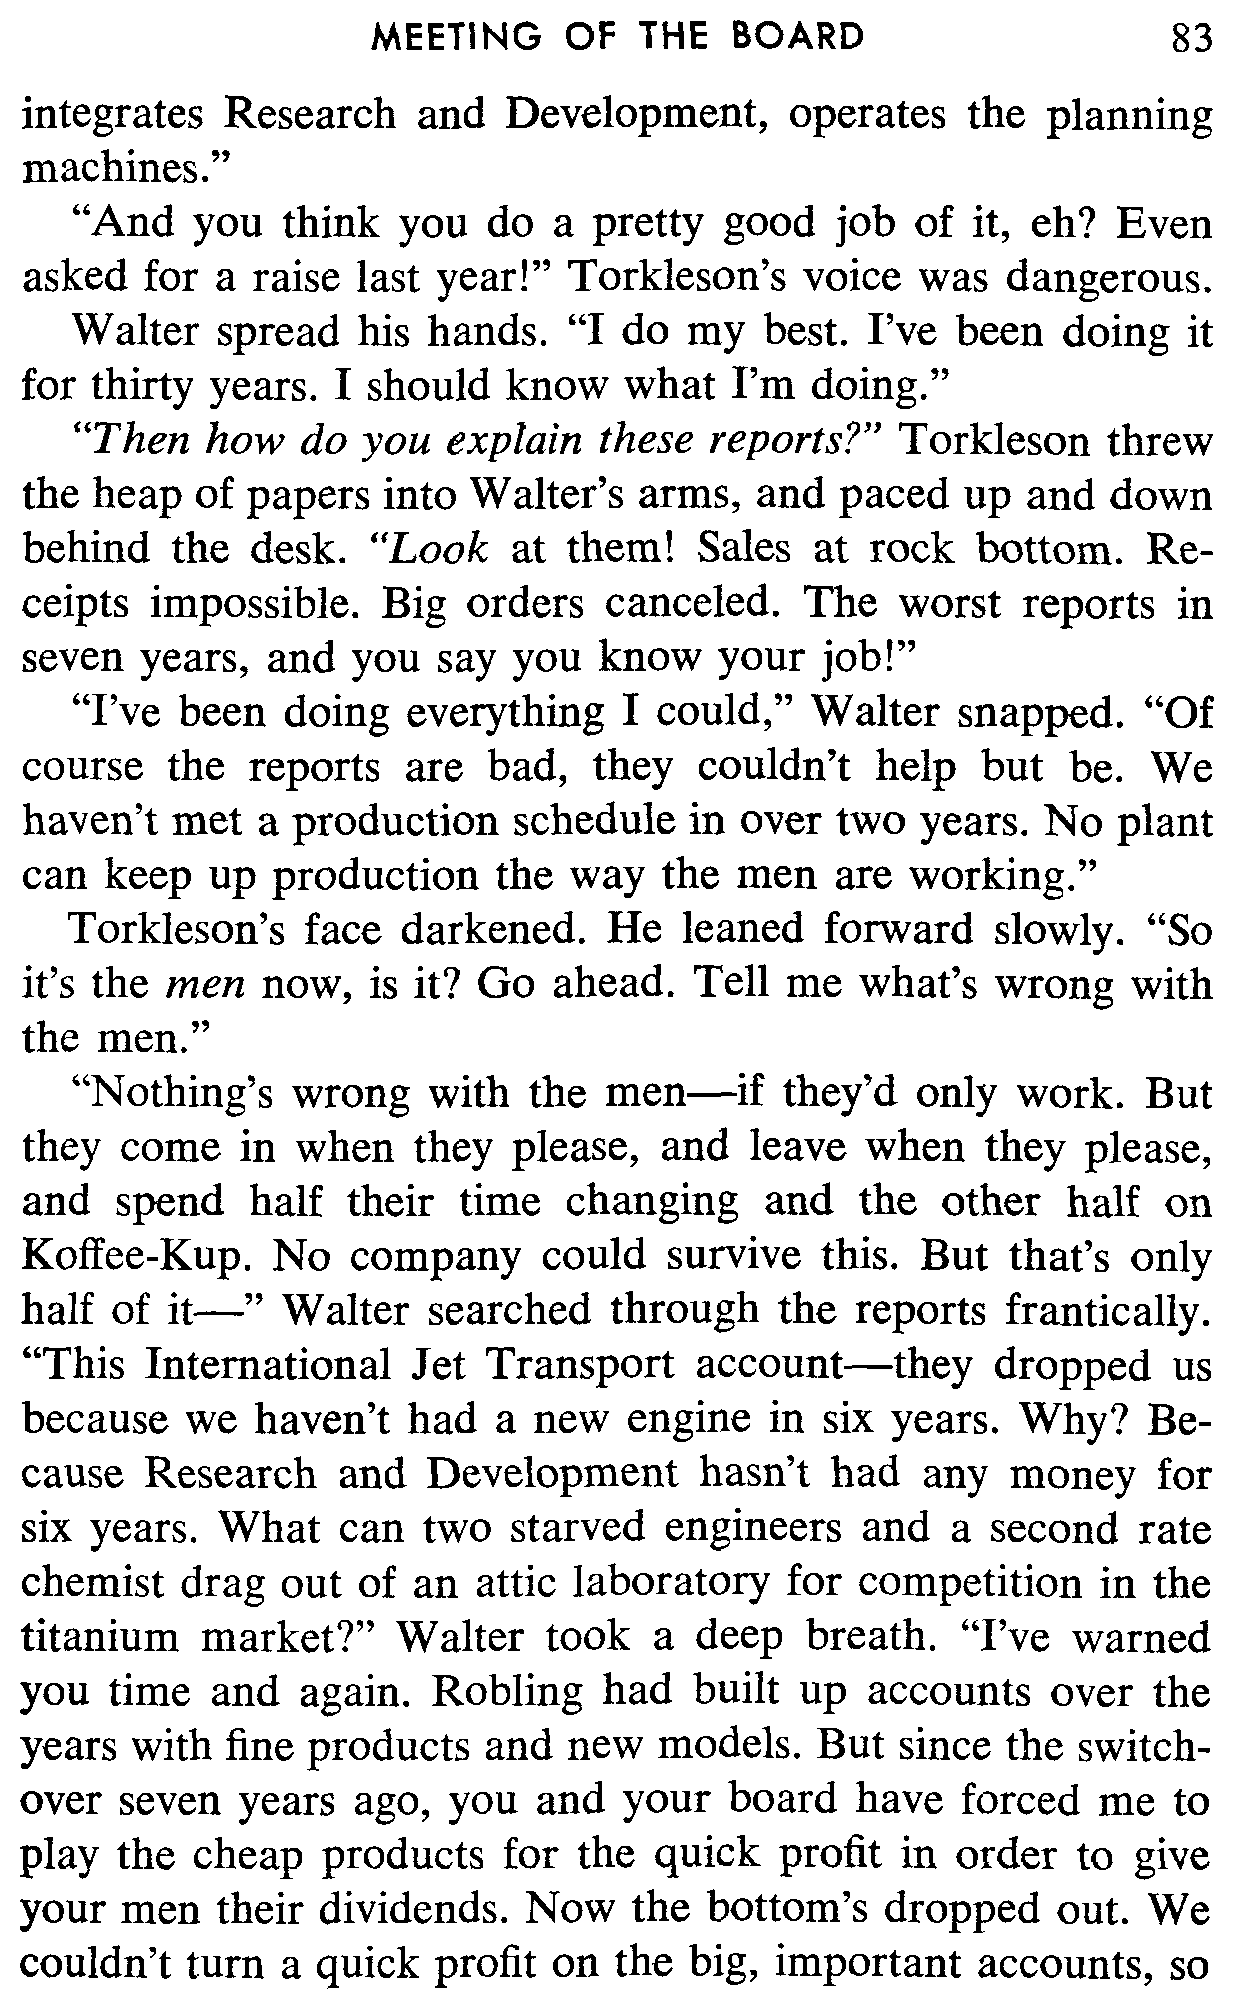 MEETING OF THE BOARD 83
integrates Research and Development, operates the planning
machines.”
“And you think you do a pretty good job of it, eh? Even
asked for a raise last year!” Torkleson’s voice was dangerous.
Walter spread his hands. “I do my best. I’ve been doing it
for thirty years. I should know what I’m doing.”
“Then how do you explain these reports?” Torkleson threw
the heap of papers into Walter’s arms, and paced up and down
behind the desk. “Look at them! Sales at rock bottom. Re-
ceipts impossible. Big orders canceled. The worst reports in
seven years, and you say you know your job!”
“I’ve been doing everything I could,” Walter snapped. “Of
course the reports are bad, they couldn’t help but be. We
haven’t met a production schedule in over two years. No plant
can keep up production the way the men are working.”
Torkleson’s face darkened. He leaned forward slowly. “So
it’s the men now, is it? Go ahead. Tell me what’s wrong with
the men.”
“Nothing’s wrong with the men—if they’d only work. But
they come in when they please, and leave when they please,
and spend half their time changing and the other half on
Koffee-Kup. No company could survive this. But that’s only
half of it—” Walter searched through the reports frantically.
“This International Jet Transport account—they dropped us
because we haven’t had a new engine in six years. Why? Be-
cause Research and Development hasn’t had any money for
six years. What can two starved engineers and a second rate
chemist drag out of an attic laboratory for competition in the
titanium market?” Walter took a deep breath. “I’ve warned
you time and again. Robling had built up accounts over the
years with fine products and new models. But since the switch-
over seven years ago, you and your board have forced me to
play the cheap products for the quick profit in order to give
your men their dividends. Now the bottom’s dropped out. We
couldn’t turn a quick profit on the big, important accounts, so